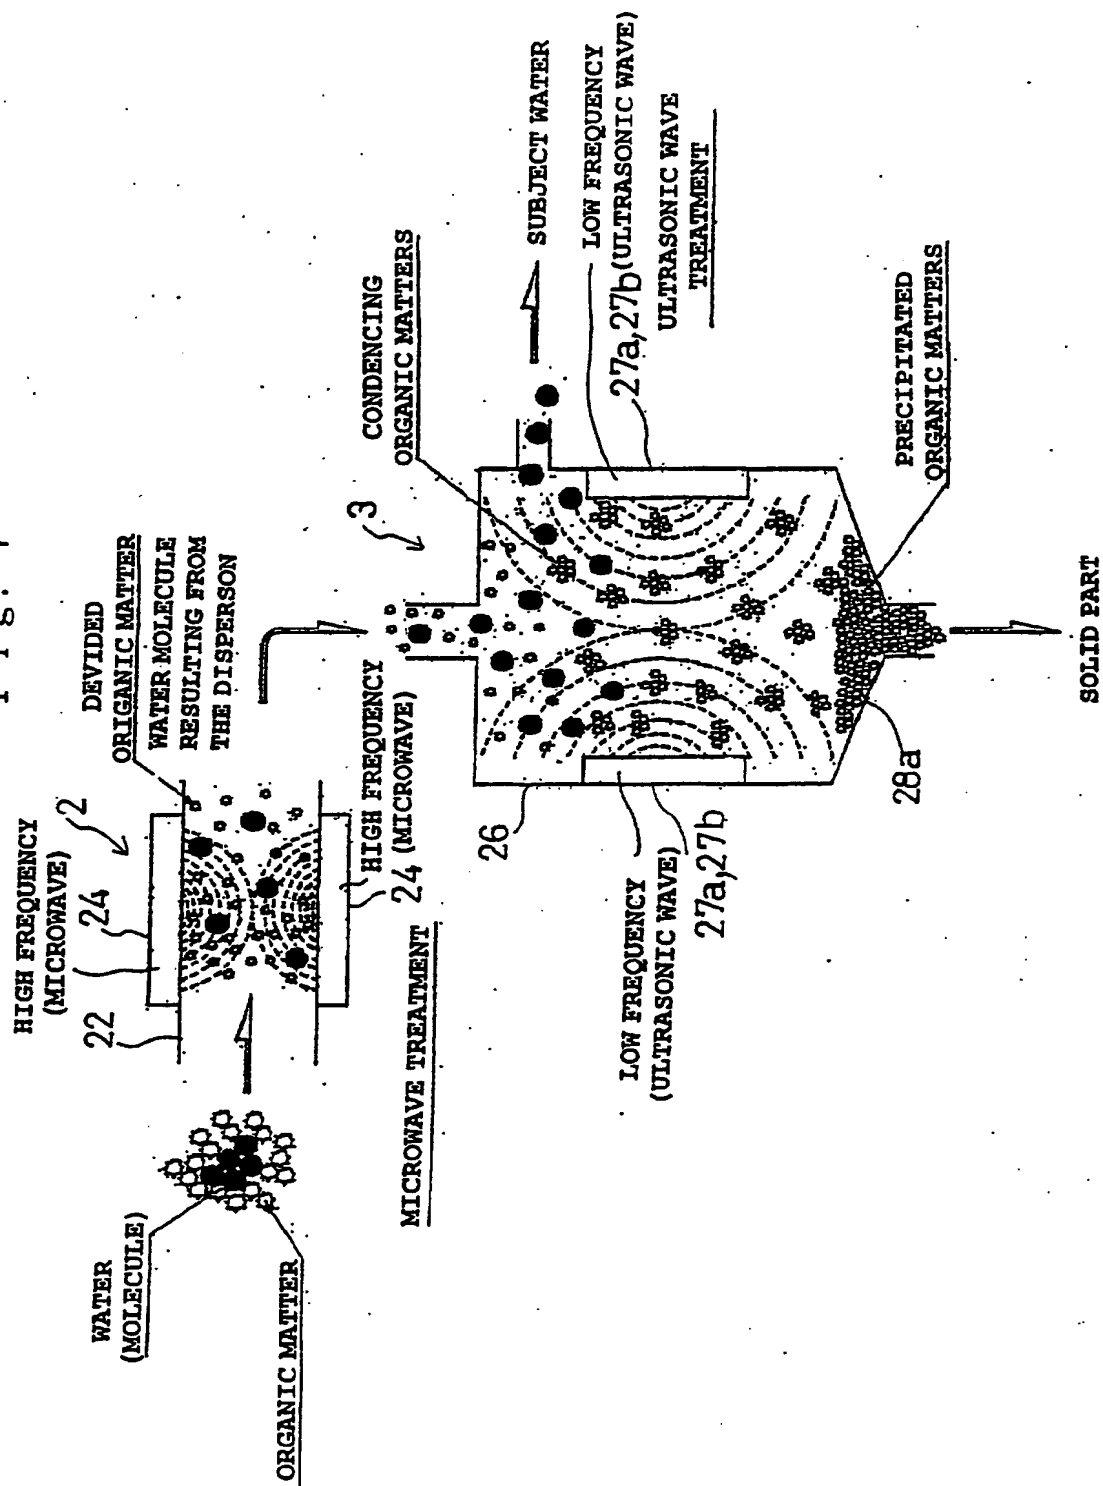 WATER
(MOLECULE)
ORGANIC MATTER
HIGH FREQUENCY
(MICROWAVE)
22
24
2
DEVIDED
ORIGANIC MATTER
WATER MOLECULE
RESULTING FROM
THE DISPERSON
HIGH FREQUENCY
24 (MICROWAVE)
MICROWAVE TREATMENT
3
CONDENCING
ORGANIC MATTERS
SUBJECT WATER
LOW FREQUENCY
27a,27b(ULTRASONIC WAVE)
ULTRASONIC WAVE
TREATMENT
26
LOW FREQUENCY
(ULTRASONIC WAVE)
27a,27b
28a
PRECIPITATED
ORGANIC MATTERS
SOLID PART